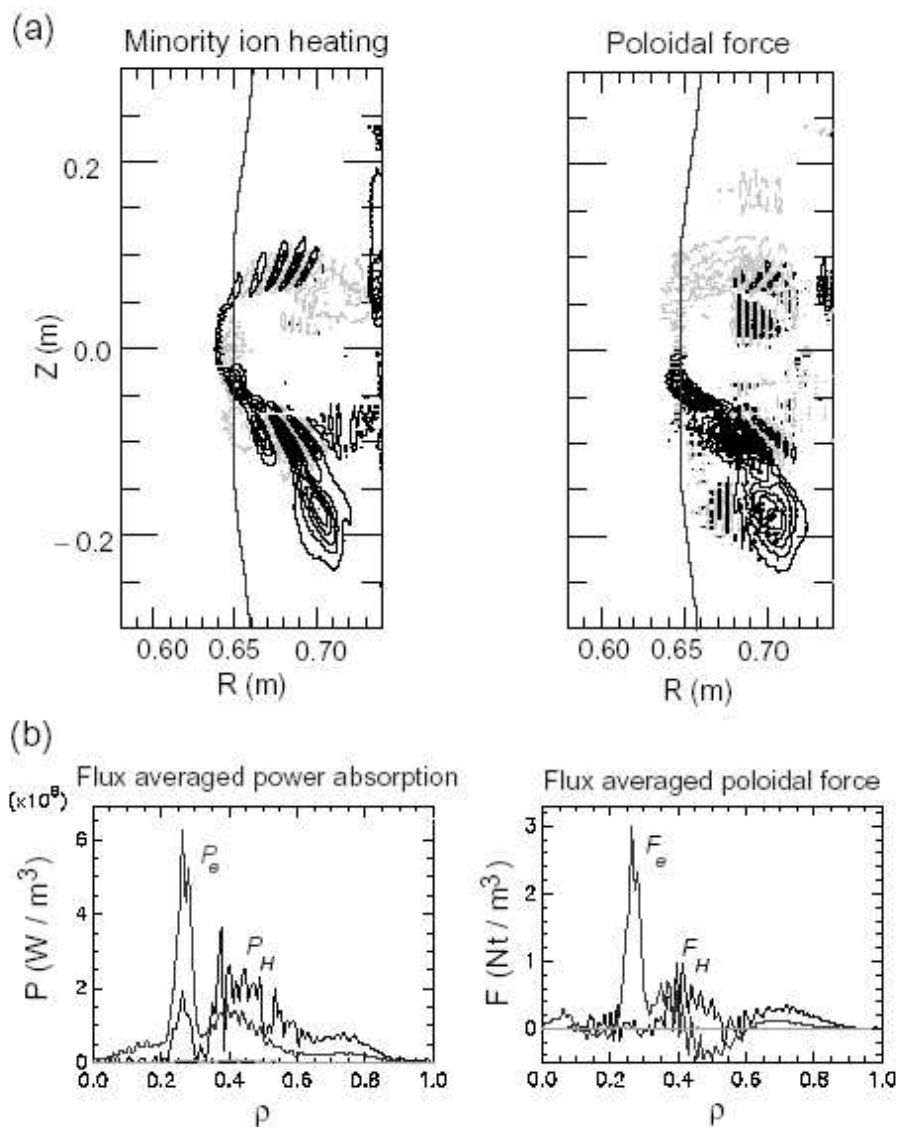 (a)
Minority ion heating
Poloidal force
Z (m)
0.2
0.0
−0.2
0.60 0.65 0.70
0.60 0.65 0.70
R (m)
R (m)
(b)
Flux averaged power absorption
Flux averaged poloidal force
P (W / m³)
6
4
2
0
P_e
P_H
0.0 0.2 0.4 0.6 0.8 1.0
ρ
F (Nt / m³)
3
2
1
0
F_e
F_H
0.0 0.2 0.4 0.6 0.8 1.0
ρ